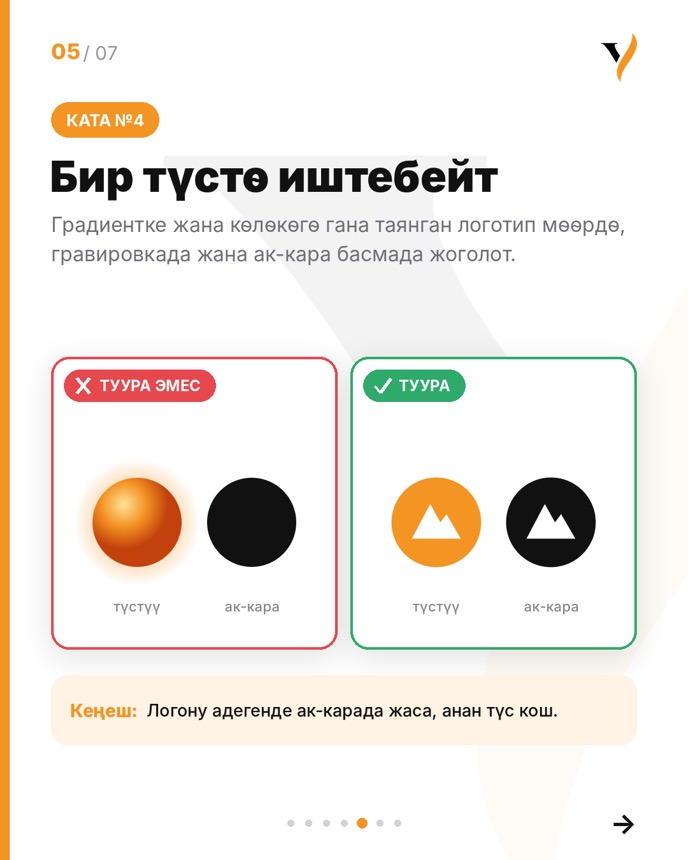 05 / 07
КАТА №4
Бир түстө иштебейт
Градиентке жана көлөкөгө гана таянган логотип мөөрдө,
гравировкада жана ак-кара басмада жоголот.
ТУУРА ЭМЕС
түстүү
ак-кара
ТУУРА
түстүү
ак-кара
Кеңеш: Логону адегенде ак-карада жаса, анан түс кош.